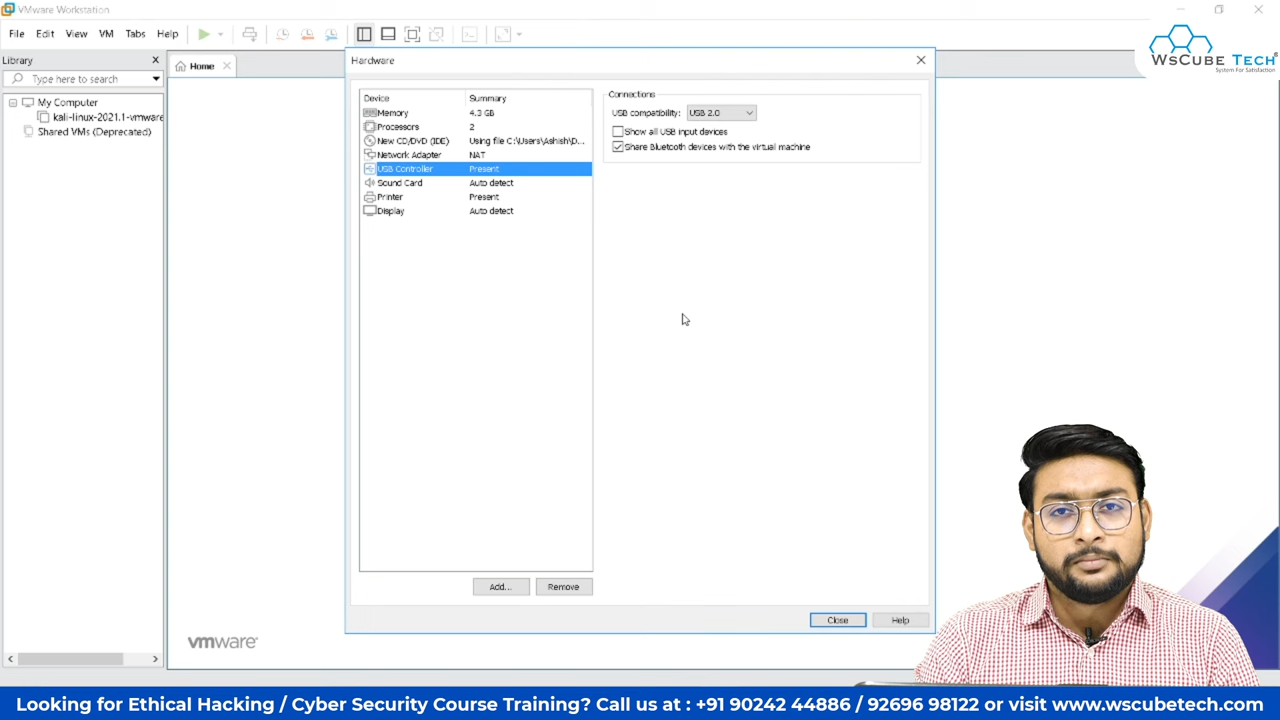 VMware Workstation
File Edit View VM Tabs Help
Library
Type here to search
My Computer
kali-linux-2021.1-vmware
Shared VMs (Deprecated)
Home
Hardware
Device Summary
Memory 4.3 GB
Processors 2
New CD/DVD (IDE) Using file C:\Users\Ashish\D...
Network Adapter NAT
USB Controller Present
Sound Card Auto detect
Printer Present
Display Auto detect
Add... Remove
Connections
USB compatibility: USB 2.0
Show all USB input devices
Share Bluetooth devices with the virtual machine
Close Help
vmware
WSCUBE TECH®
System For Satisfaction
Looking for Ethical Hacking / Cyber Security Course Training? Call us at : +91 90242 44886 / 92696 98122 or visit www.wscubetech.com